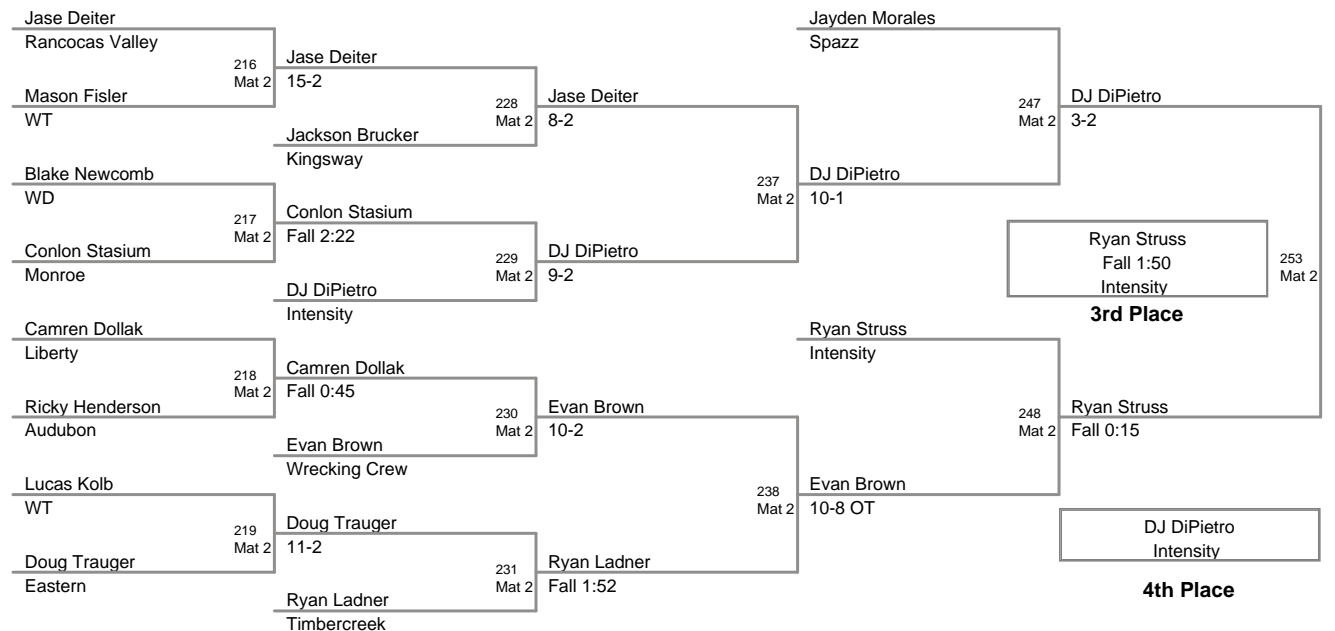 Jase Deiter
Rancocas Valley
216
Mat 2
Mason Fisler
WT
Blake Newcomb
WD
217
Mat 2
Conlon Stasium
Monroe
Camren Dollak
Liberty
218
Mat 2
Ricky Henderson
Audubon
Lucas Kolb
WT
219
Mat 2
Doug Trauger
Eastern
Jase Deiter
15-2
228
Mat 2
Jackson Brucker
Kingsway
Conlon Stasium
Fall 2:22
229
Mat 2
DJ DiPietro
Intensity
Camren Dollak
Fall 0:45
230
Mat 2
Evan Brown
Wrecking Crew
Doug Trauger
11-2
231
Mat 2
Ryan Ladner
Timbercreek
Jase Deiter
8-2
237
Mat 2
DJ DiPietro
9-2
Evan Brown
10-2
238
Mat 2
Ryan Ladner
Fall 1:52
Jayden Morales
Spazz
247
Mat 2
DJ DiPietro
10-1
Ryan Struss
Intensity
248
Mat 2
Evan Brown
10-8 OT
DJ DiPietro
3-2
Ryan Struss
Fall 1:50
Intensity
3rd Place
253
Mat 2
Ryan Struss
Fall 0:15
DJ DiPietro
Intensity
4th Place